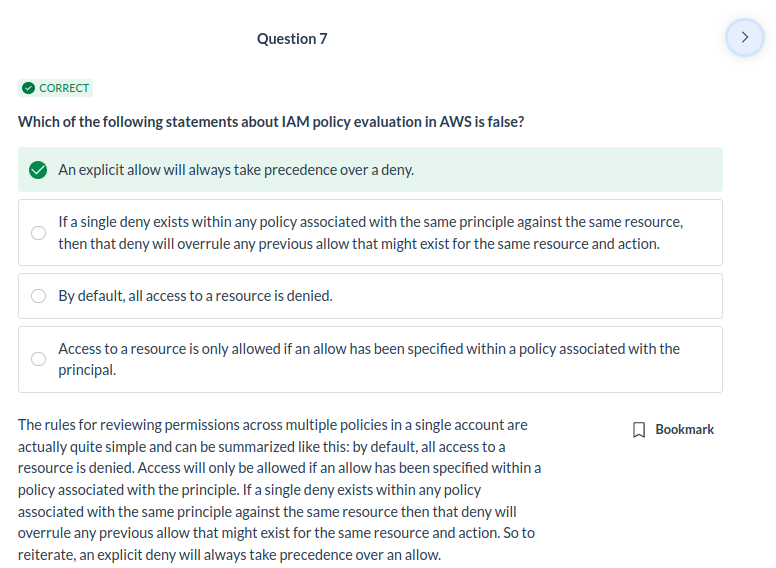 Question 7
CORRECT
Which of the following statements about IAM policy evaluation in AWS is false?
An explicit allow will always take precedence over a deny.
If a single deny exists within any policy associated with the same principle against the same resource,
then that deny will overrule any previous allow that might exist for the same resource and action.
By default, all access to a resource is denied.
Access to a resource is only allowed if an allow has been specified within a policy associated with the
principal.
The rules for reviewing permissions across multiple policies in a single account are
actually quite simple and can be summarized like this: by default, all access to a
resource is denied. Access will only be allowed if an allow has been specified within a
policy associated with the principle. If a single deny exists within any policy
associated with the same principle against the same resource then that deny will
overrule any previous allow that might exist for the same resource and action. So to
reiterate, an explicit deny will always take precedence over an allow.
Bookmark